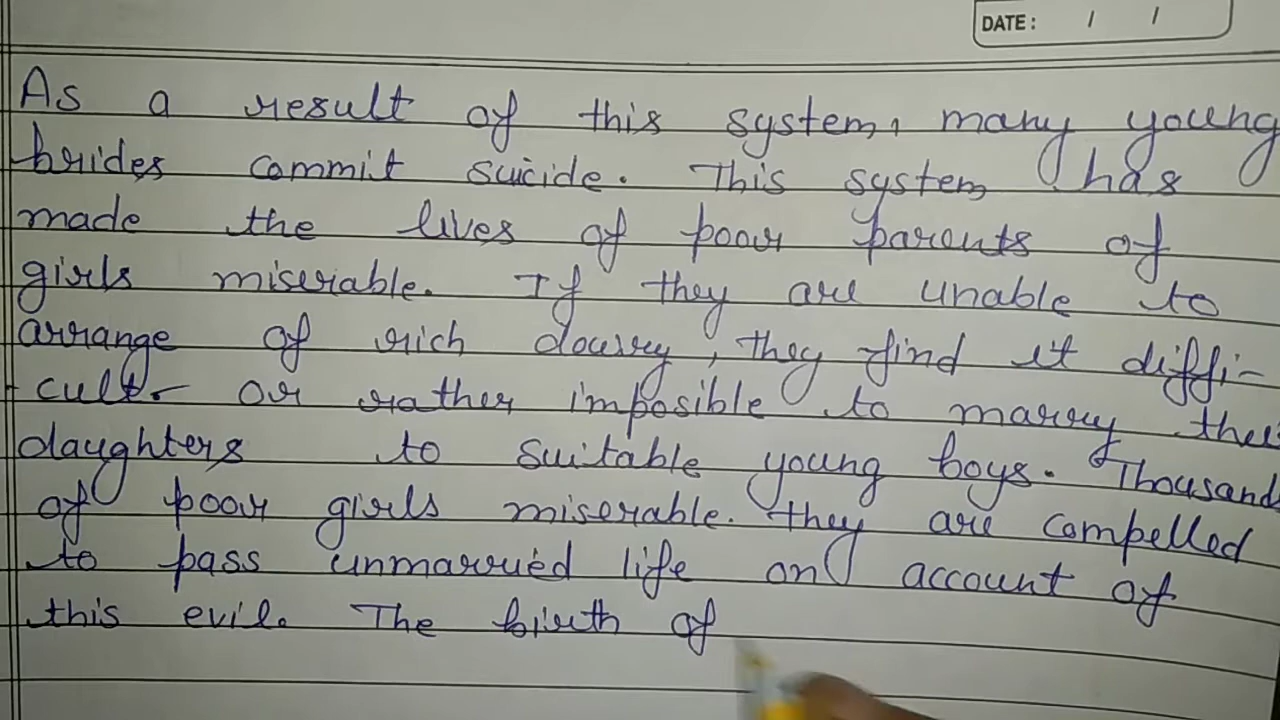 DATE: / /
As a result of this system, many young
brides commit suicide. This system has
made the lives of poor parents of
girls miserable. If they are unable to
arrange of rich dowry, they find it diffi-
cult- or rather imposible to marry thei
daughters to suitable young boys. Thousand
of poor girls miserable. they are compelled
to pass unmarried life on account of
this evil. The birth of